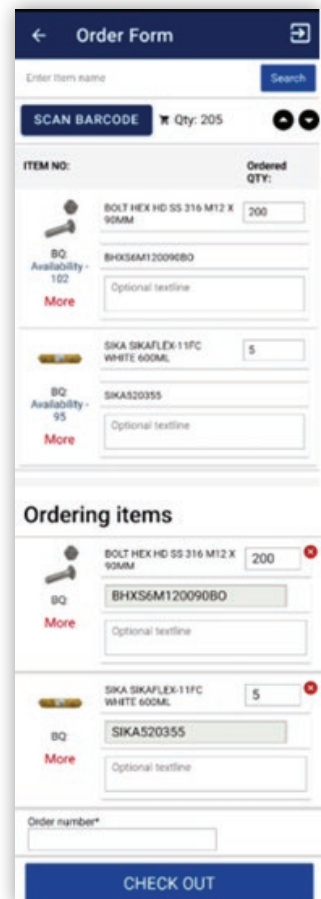 Order Form
Enter Item name
Search
SCAN BARCODE
Qty: 205
ITEM NO:
Ordered
QTY:
BOLT HEX HD SS 316 M12 X
90MM
200
BQ
Availability -
102
More
BHXS6M120090BO
Optional textline
SIKA SIKAFLEX-11FC
WHITE 600ML
5
BQ
Availability -
95
More
SIKA520355
Optional textline
Ordering items
BOLT HEX HD SS 316 M12 X
90MM
200
BQ
More
BHXS6M120090BO
Optional textline
SIKA SIKAFLEX-11FC
WHITE 600ML
5
BQ
More
SIKA520355
Optional textline
Order number*
CHECK OUT